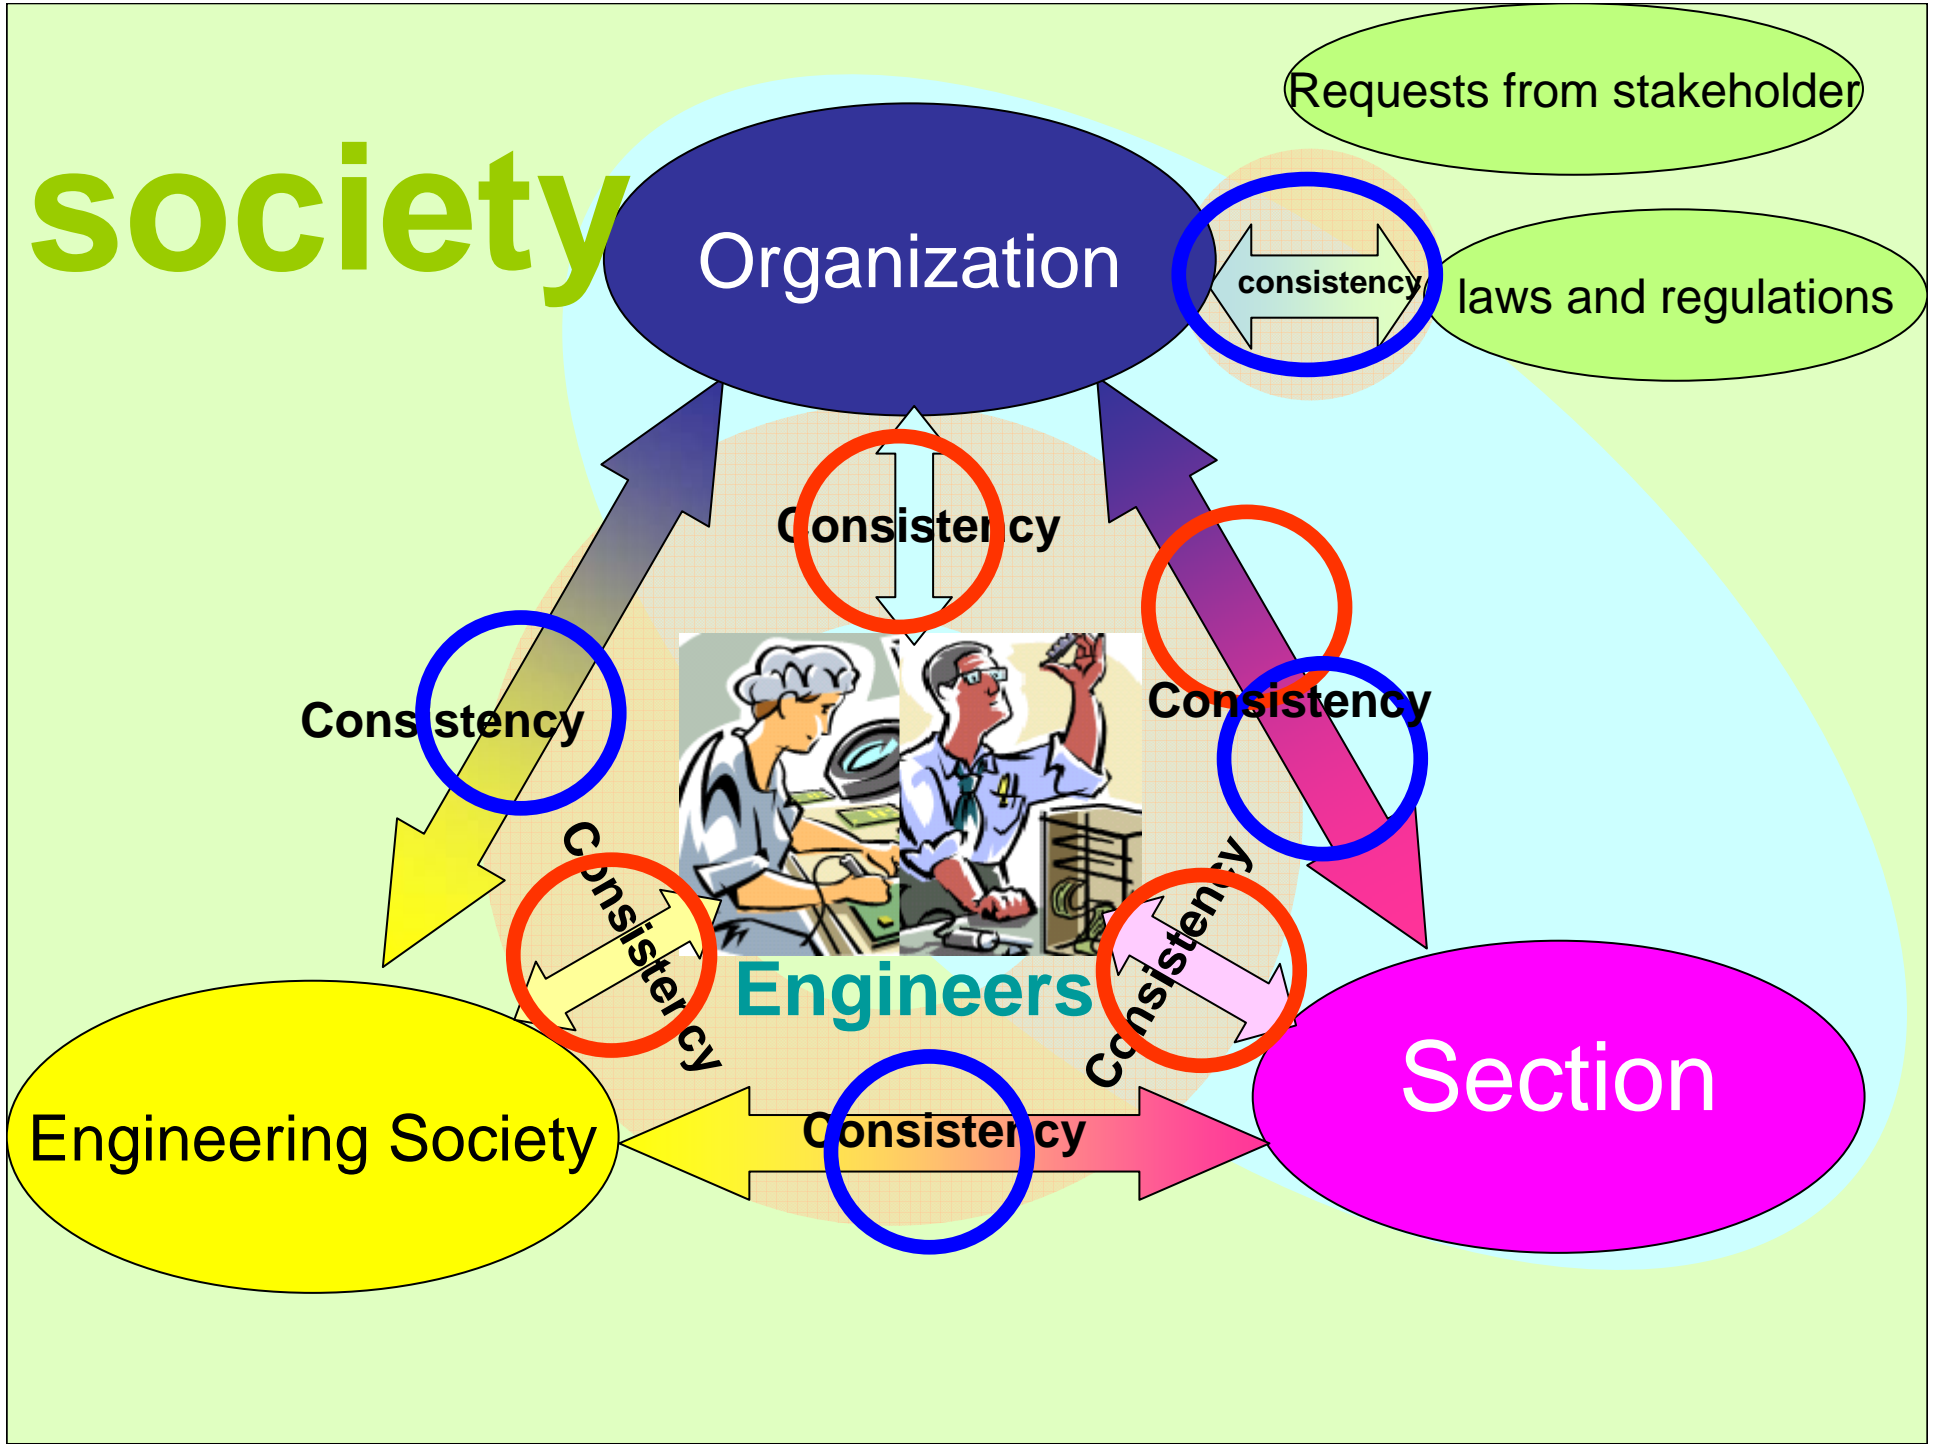 Requests from stakeholder
society
Organization
consistency
laws and regulations
Consistency
Consistency
Consistency
Consistency
Consistency
Engineers
Section
Engineering Society
Consistency